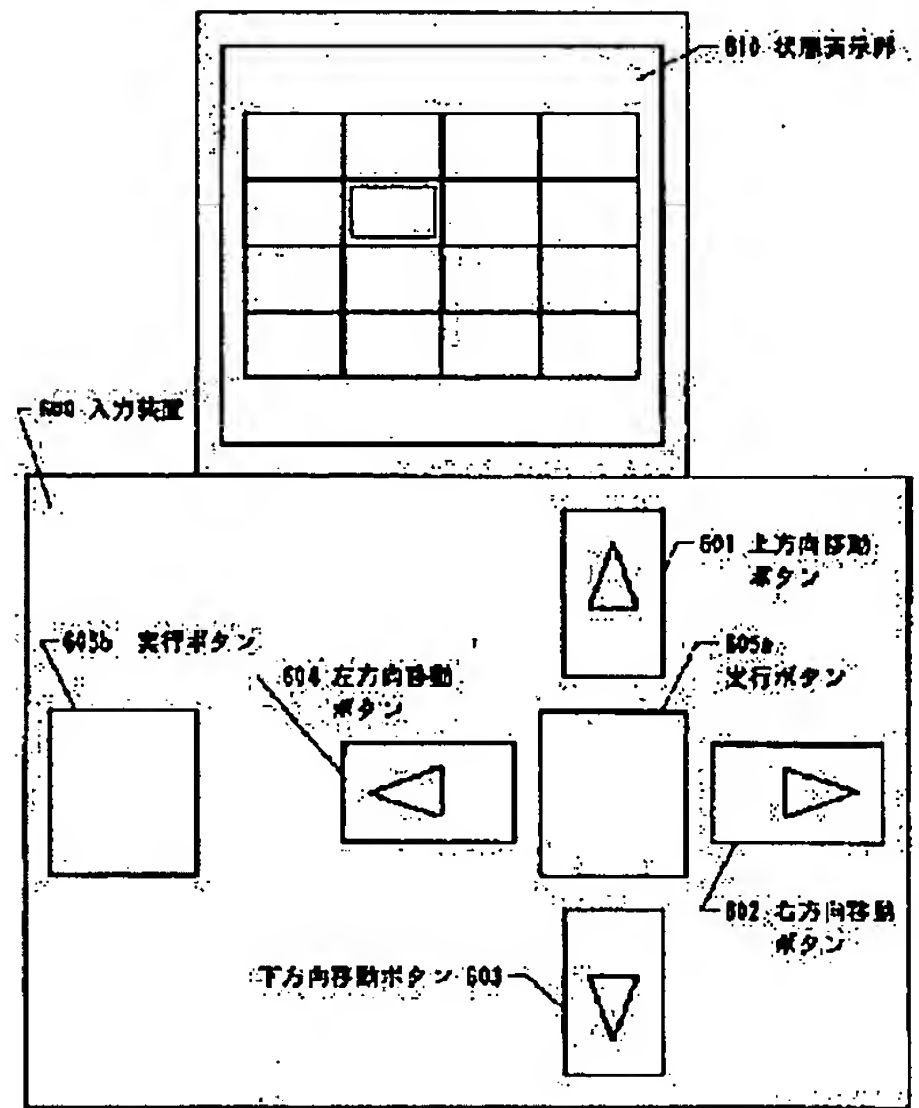 610 状態表示部
600 入力装置
601 上方向移動
ボタン
605b 実行ボタン
604 左方向移動
ボタン
605a
実行ボタン
602 右方向移動
ボタン
下方向移動ボタン 603